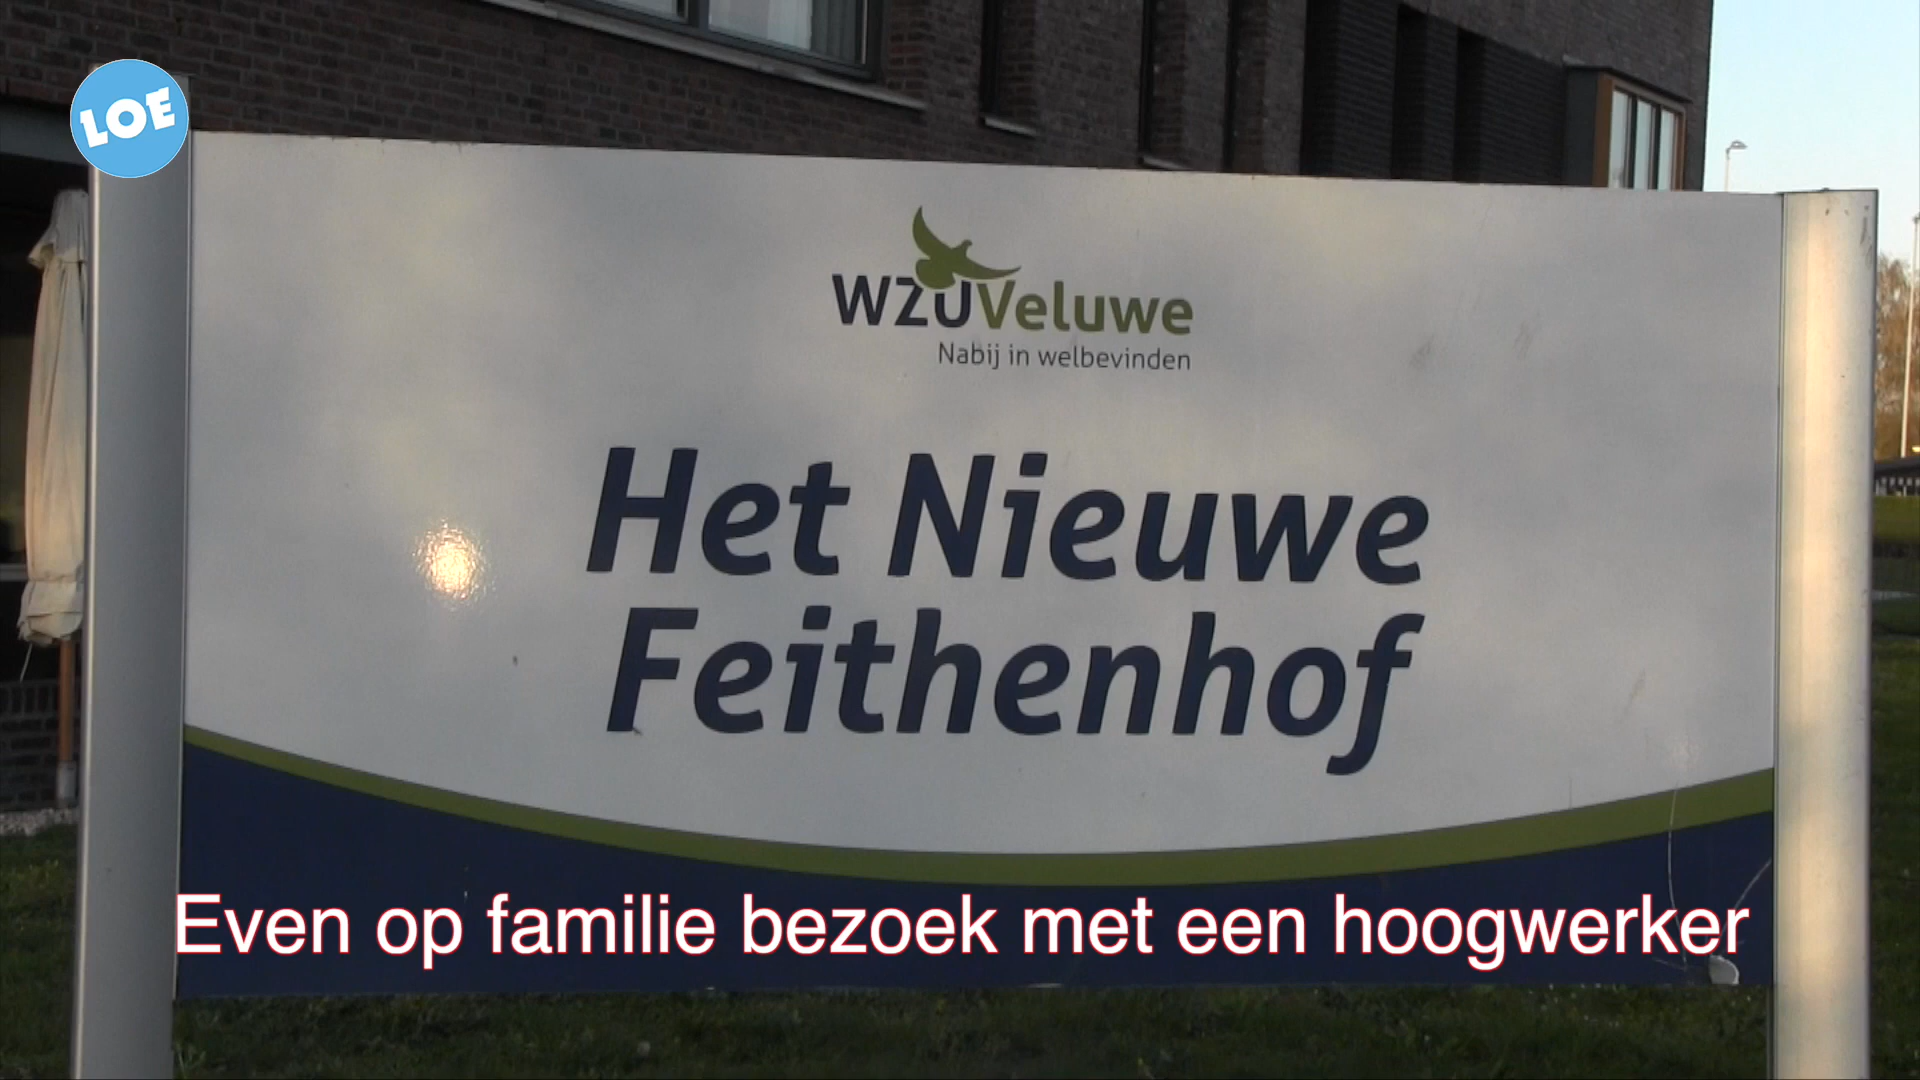 LOE
WZUVeluwe
Nabij in welbevinden
Het Nieuwe
Feithenhof
Even op familie bezoek met een hoogwerker